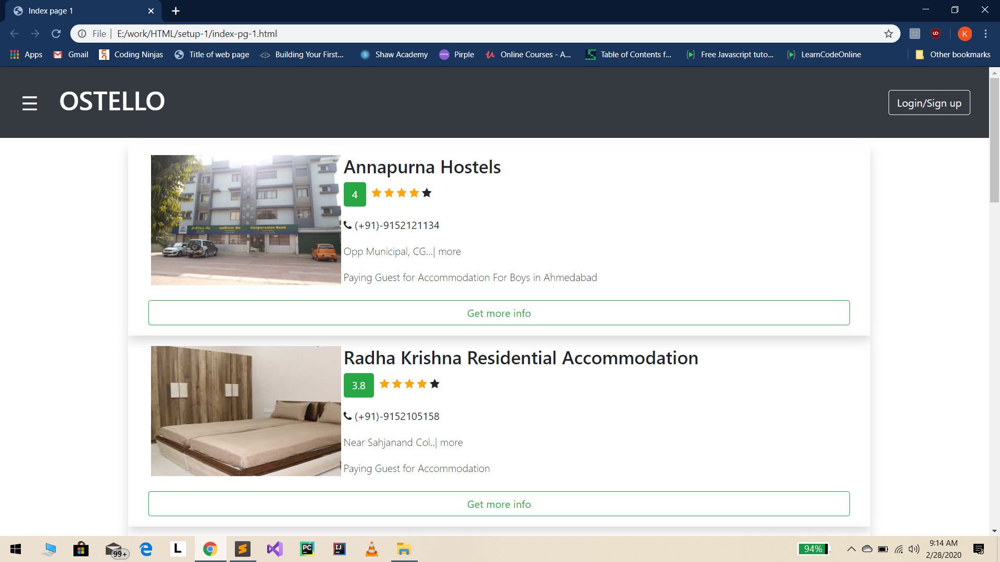 Index page 1
File | E:/work/HTML/setup-1/index-pg-1.html
K
Apps Gmail Coding Ninjas Title of web page Building Your First... Shaw Academy Pirple Online Courses - A... Table of Contents f... Free Javascript tuto... LearnCodeOnline Other bookmarks
☰ OSTELLO
Login/Sign up
Annapurna Hostels
4
(+91)-9152121134
Opp Municipal, CG...| more
Paying Guest for Accommodation For Boys in Ahmedabad
Corporation Bank
Get more info
Radha Krishna Residential Accommodation
3.8
(+91)-9152105158
Near Sahjanand Col..| more
Paying Guest for Accommodation
Get more info
99+
L
PC
IJ
94%
9:14 AM
2/28/2020